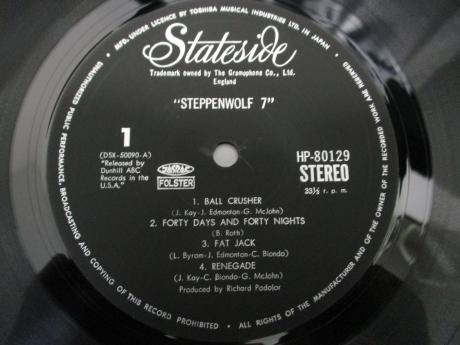 MFD. UNDER LICENCE BY TOSHIBA MUSICAL INDUSTRIES LTD. IN JAPAN •
Stateside
Trademark owned by The Gramophone Co., Ltd.
England
"STEPPENWOLF 7"
1
(DSX-50090-A)
"Released by
Dunhill ABC
Records in the
U.S.A."
JASRAC
FOLSTER
HP-80129
STEREO
33⅓ r. p. m.
1. BALL CRUSHER
(J. Kay-J. Edmonton-G. McJohn)
2. FORTY DAYS AND FORTY NIGHTS
(B. Roth)
3. FAT JACK
(L. Byrom-J. Edmonton-C. Biondo)
4. RENEGADE
(J. Kay-C. Biondo-G. McJohn)
Produced by Richard Podolor
UNAUTHORIZED PUBLIC PERFORMANCE, BROADCASTING AND COPYING OF THIS RECORD PROHIBITED • ALL RIGHTS OF THE MANUFACTURER AND OF THE OWNER OF THE RECORDED WORK ARE RESERVED